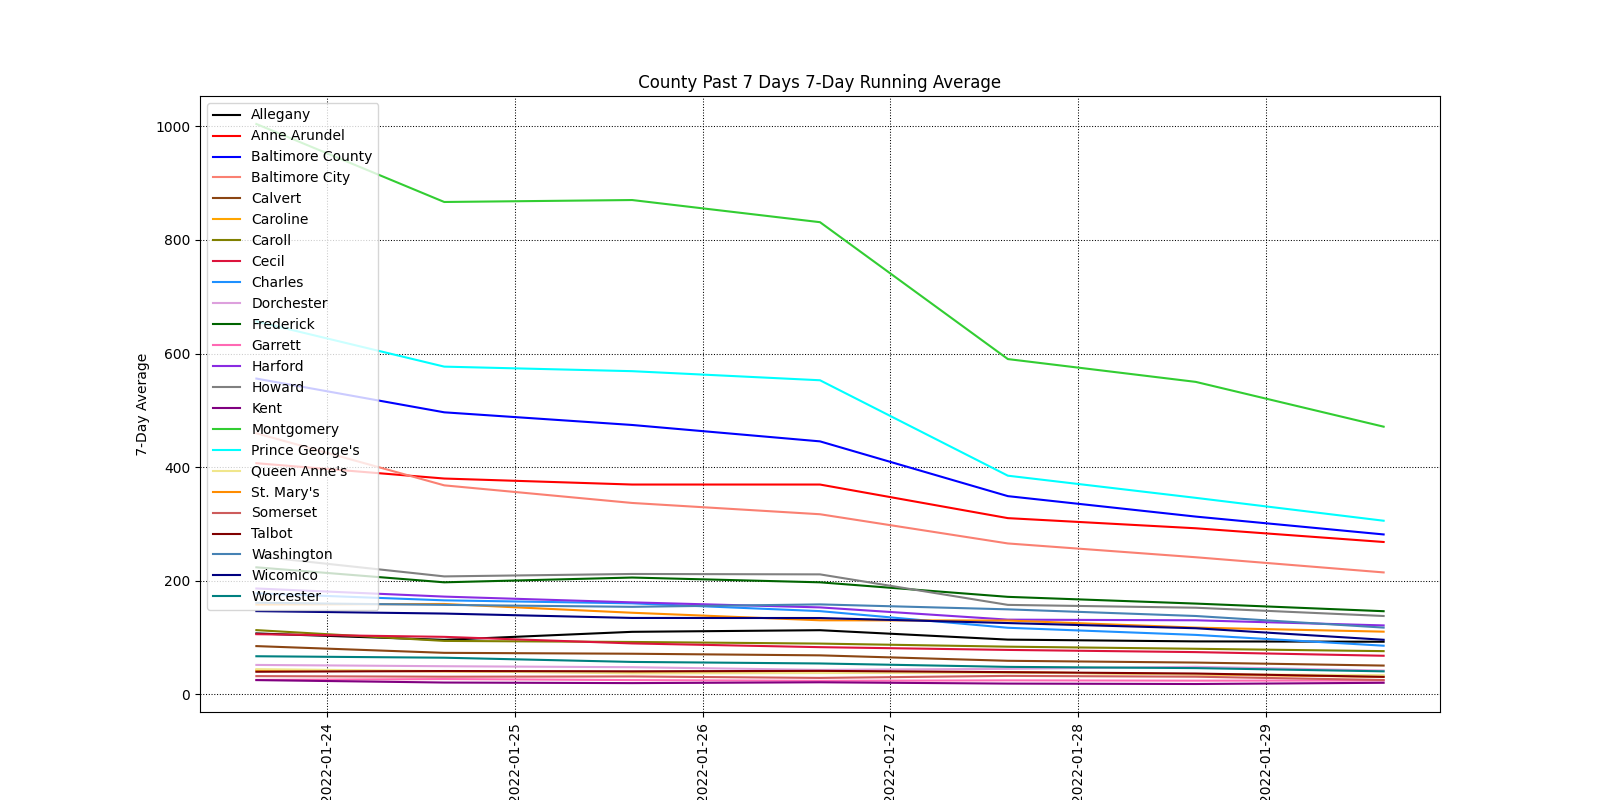 County Past 7 Days 7-Day Running Average
7-Day Average
1000
800
600
400
200
0
Allegany
Anne Arundel
Baltimore County
Baltimore City
Calvert
Caroline
Caroll
Cecil
Charles
Dorchester
Frederick
Garrett
Harford
Howard
Kent
Montgomery
Prince George's
Queen Anne's
St. Mary's
Somerset
Talbot
Washington
Wicomico
Worcester
2022-01-24
2022-01-25
2022-01-26
2022-01-27
2022-01-28
2022-01-29